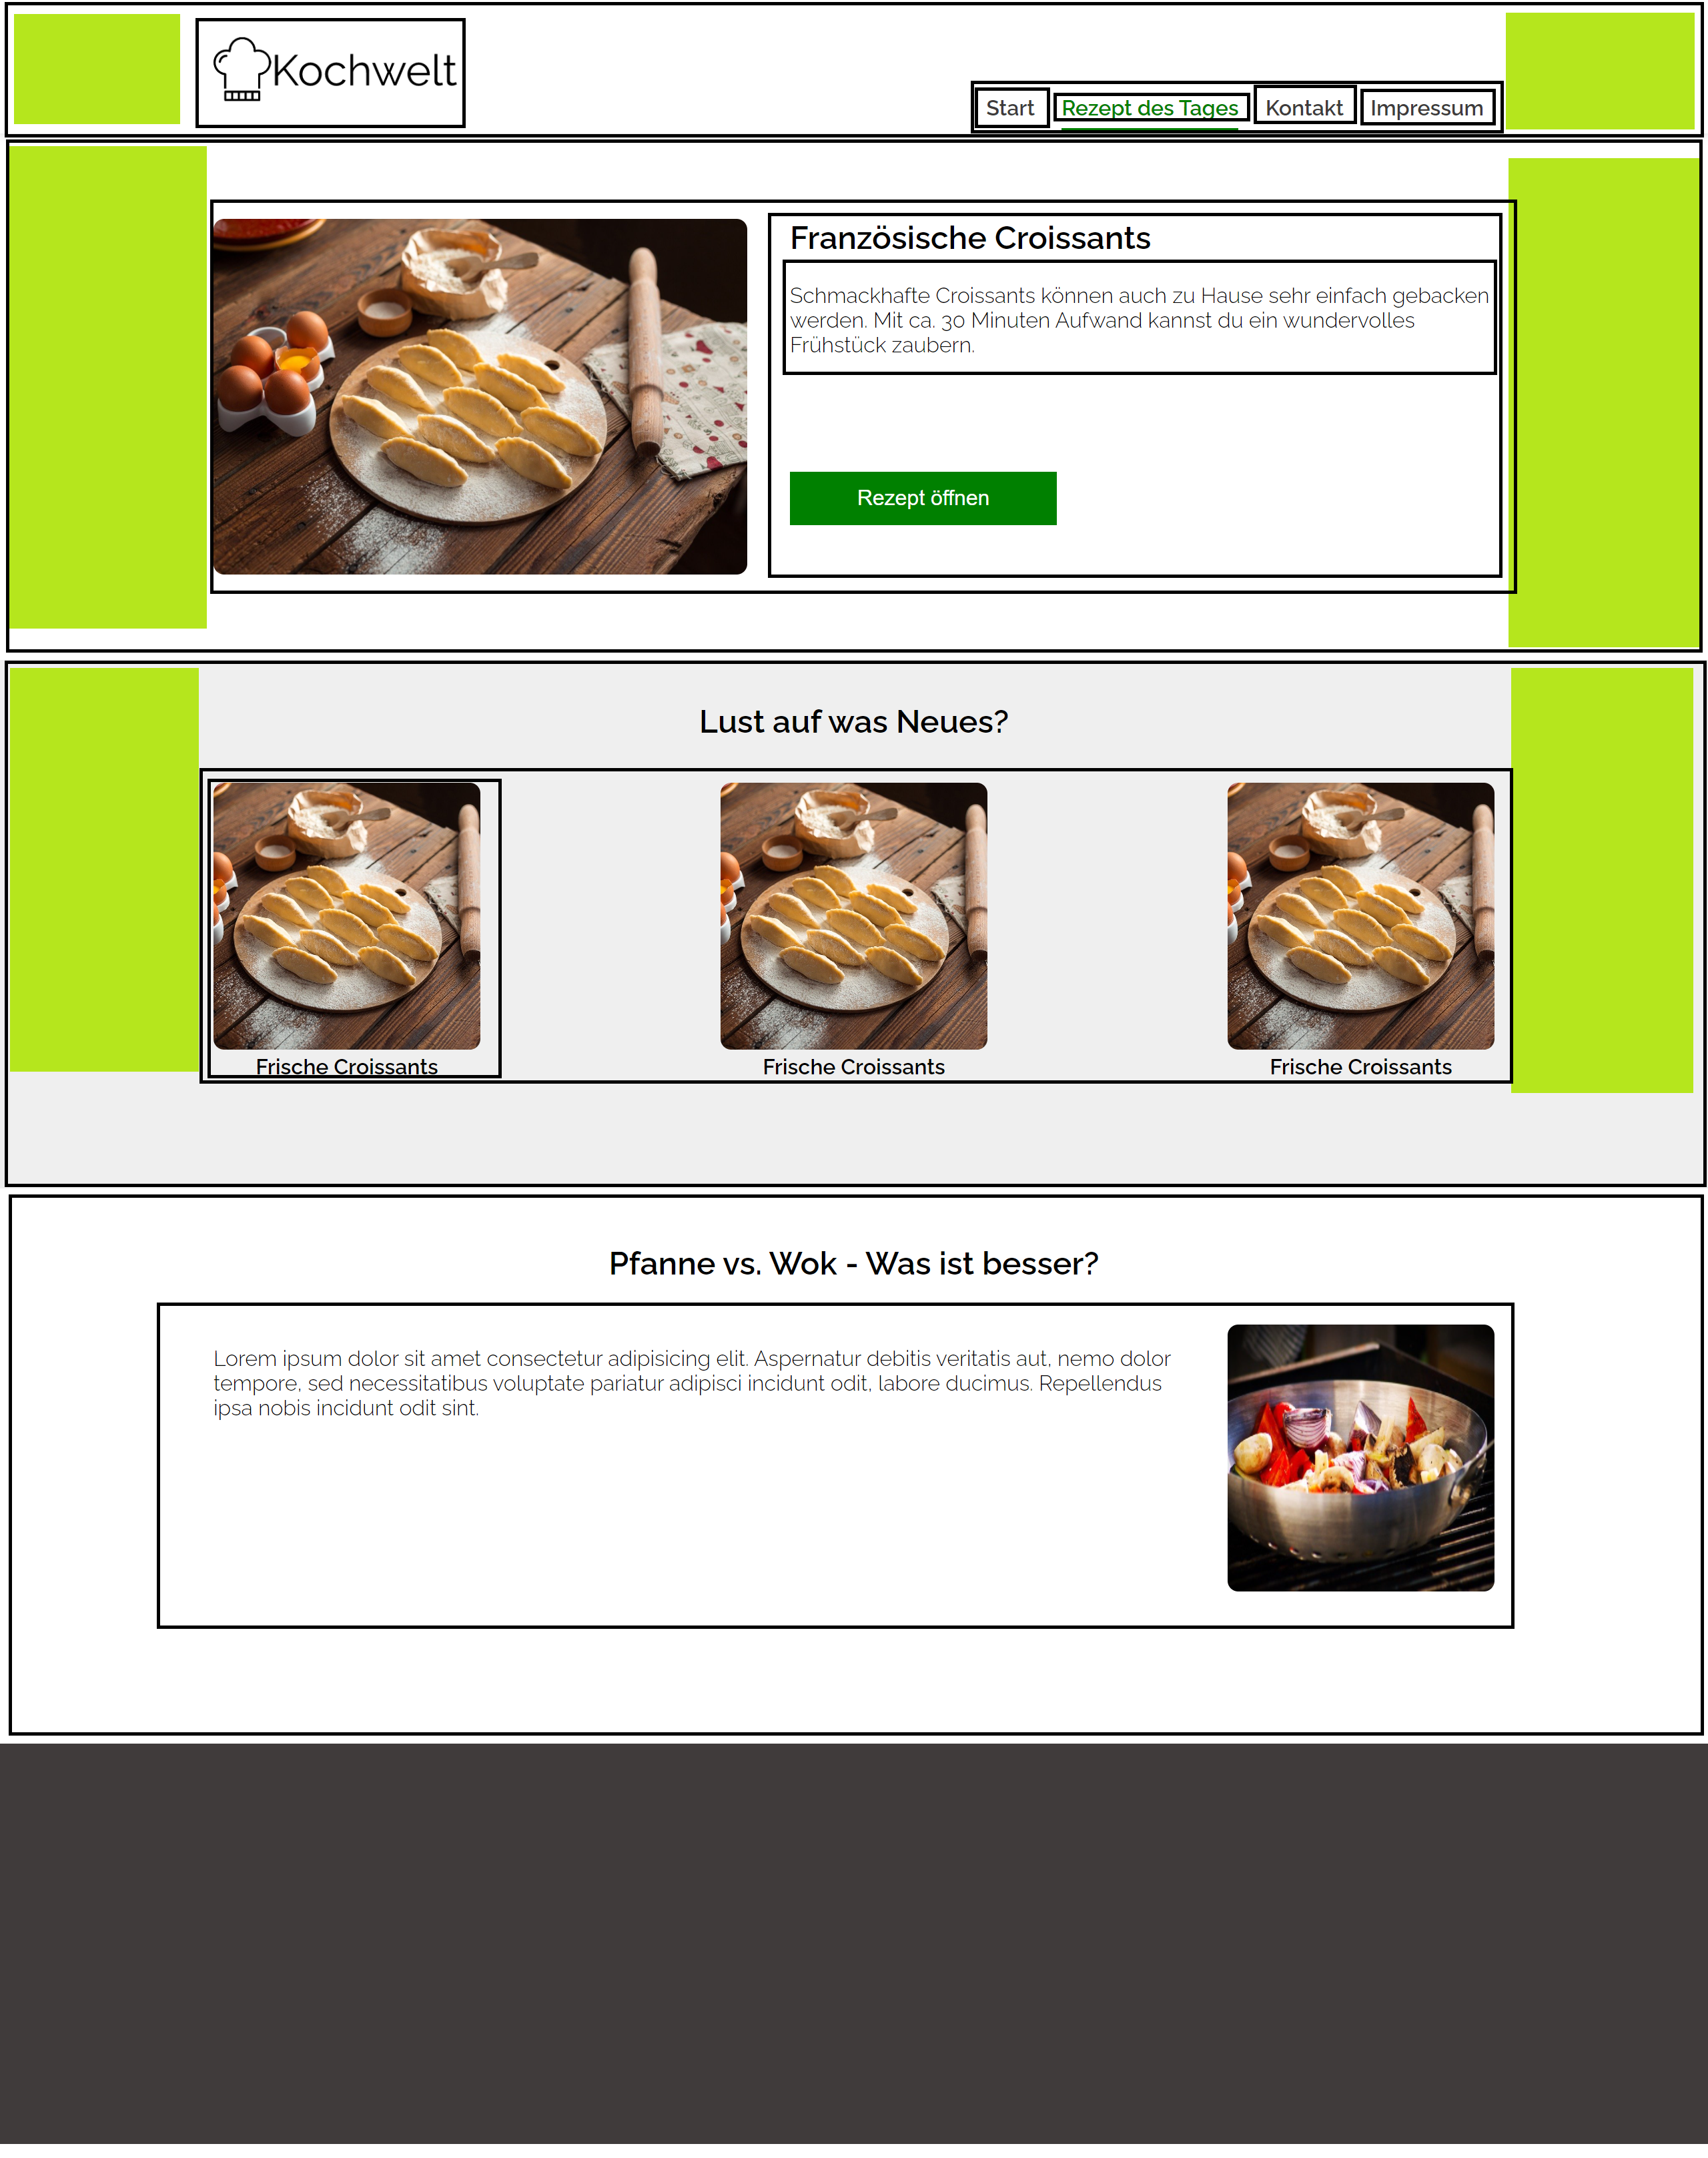 Kochwelt
Start
Rezept des Tages
Kontakt
Impressum
Französische Croissants
Schmackhafte Croissants können auch zu Hause sehr einfach gebacken
werden. Mit ca. 30 Minuten Aufwand kannst du ein wundervolles
Frühstück zaubern.
Rezept öffnen
Lust auf was Neues?
Frische Croissants
Frische Croissants
Frische Croissants
Pfanne vs. Wok - Was ist besser?
Lorem ipsum dolor sit amet consectetur adipisicing elit. Aspernatur debitis veritatis aut, nemo dolor
tempore, sed necessitatibus voluptate pariatur adipisci incidunt odit, labore ducimus. Repellendus
ipsa nobis incidunt odit sint.